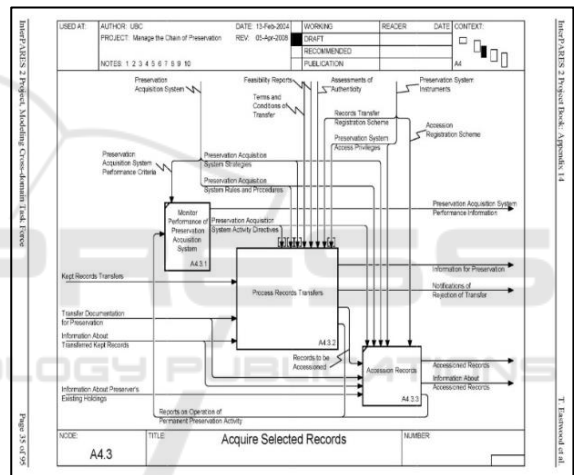 USED AT:
AUTHOR: UBC
DATE: 13-Feb-2004
WORKING
READER
DATE
CONTEXT:
PROJECT: Manage the Chain of Preservation
REV: 05-Apr-2008
DRAFT
RECOMMENDED
NOTES: 1 2 3 4 5 6 7 8 9 10
PUBLICATION
A4
Preservation
Acquisition System
Feasibility Reports
Terms and
Conditions of
Transfer
Assessments of
Authenticity
Preservation System
Instruments
Records Transfer
Registration Scheme
Accession
Registration Scheme
Preservation System
Access Privileges
Preservation
Acquisition System
Performance Criteria
Preservation Acquisition
System Strategies
Preservation Acquisition
System Rules and Procedures
Preservation Acquisition System
Performance Information
Monitor
Performance of
Preservation
Acquisition
System
A4.3.1
Preservation Acquisition
System Activity Directives
Kept Records Transfers
Process Records Transfers
A4.3.2
Information for Preservation
Notifications of
Rejection of Transfer
Transfer Documentation
for Preservation
Information About
Transferred Kept Records
Records to be
Accessioned
Accession Records
A4.3.3
Accessioned Records
Information About
Accessioned Records
Information About Preserver's
Existing Holdings
Reports on Operation of
Permanent Preservation Activity
NODE:
A4.3
TITLE:
Acquire Selected Records
NUMBER:
InterPARES 2 Project, Modeling Cross-domain Task Force
Page 35 of 95
InterPARES 2 Project Book: Appendix 14
T. Eastwood et al.
PRESS
LOGY PUBLICATIONS